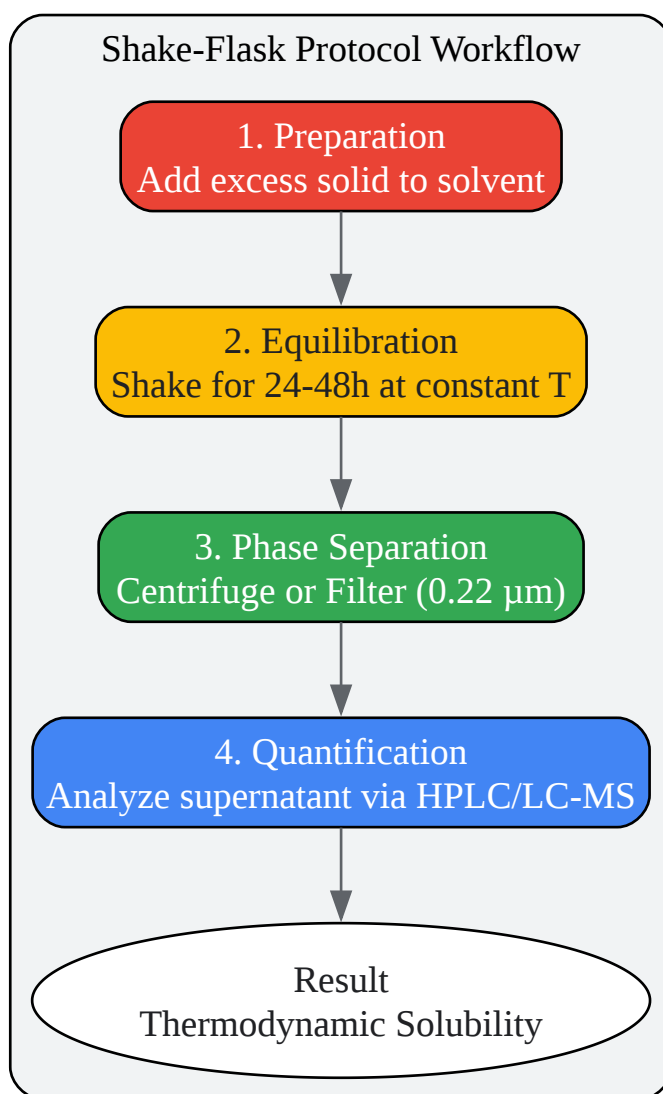 Shake-Flask Protocol Workflow
1. Preparation
Add excess solid to solvent
2. Equilibration
Shake for 24-48h at constant T
3. Phase Separation
Centrifuge or Filter (0.22 µm)
4. Quantification
Analyze supernatant via HPLC/LC-MS
Result
Thermodynamic Solubility